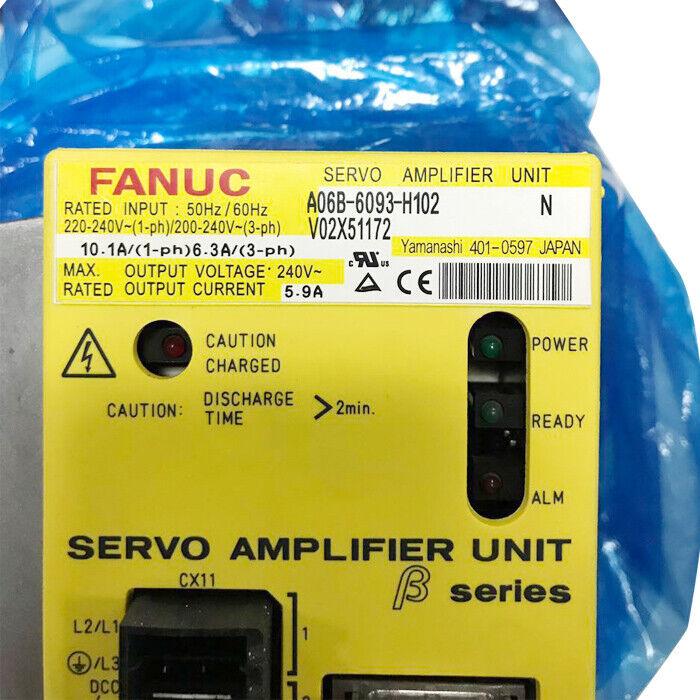 FANUC SERVO AMPLIFIER UNIT
RATED INPUT : 50Hz/60Hz A06B-6093-H102 N
220-240V~(1-ph)/200-240V~(3-ph) V02X51172
10.1A/(1-ph)6.3A/(3-ph) Yamanashi 401-0597 JAPAN
MAX. OUTPUT VOLTAGE: 240V~
RATED OUTPUT CURRENT 5.9A
c RU US CE
CAUTION CHARGED
POWER
CAUTION: DISCHARGE TIME >2min.
READY
ALM
SERVO AMPLIFIER UNIT
β series
CX11
L2/L1
1
/L3
DCC